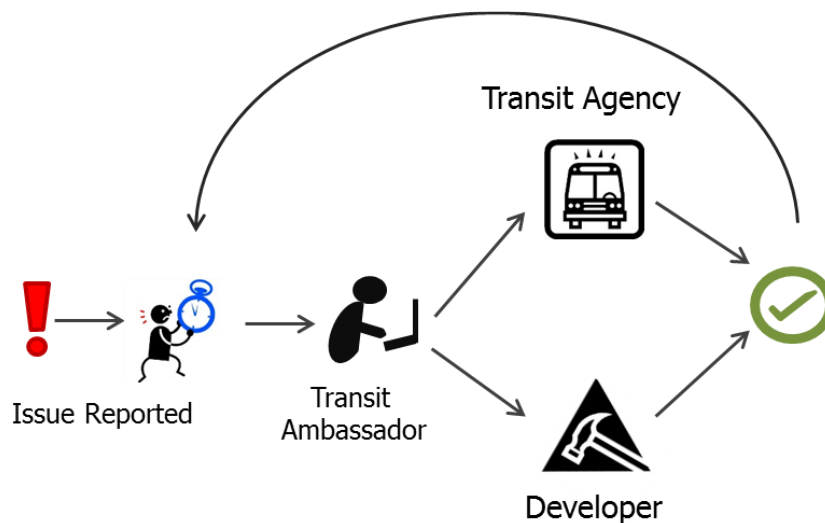 Transit Agency
Issue Reported
Transit
Ambassador
Developer